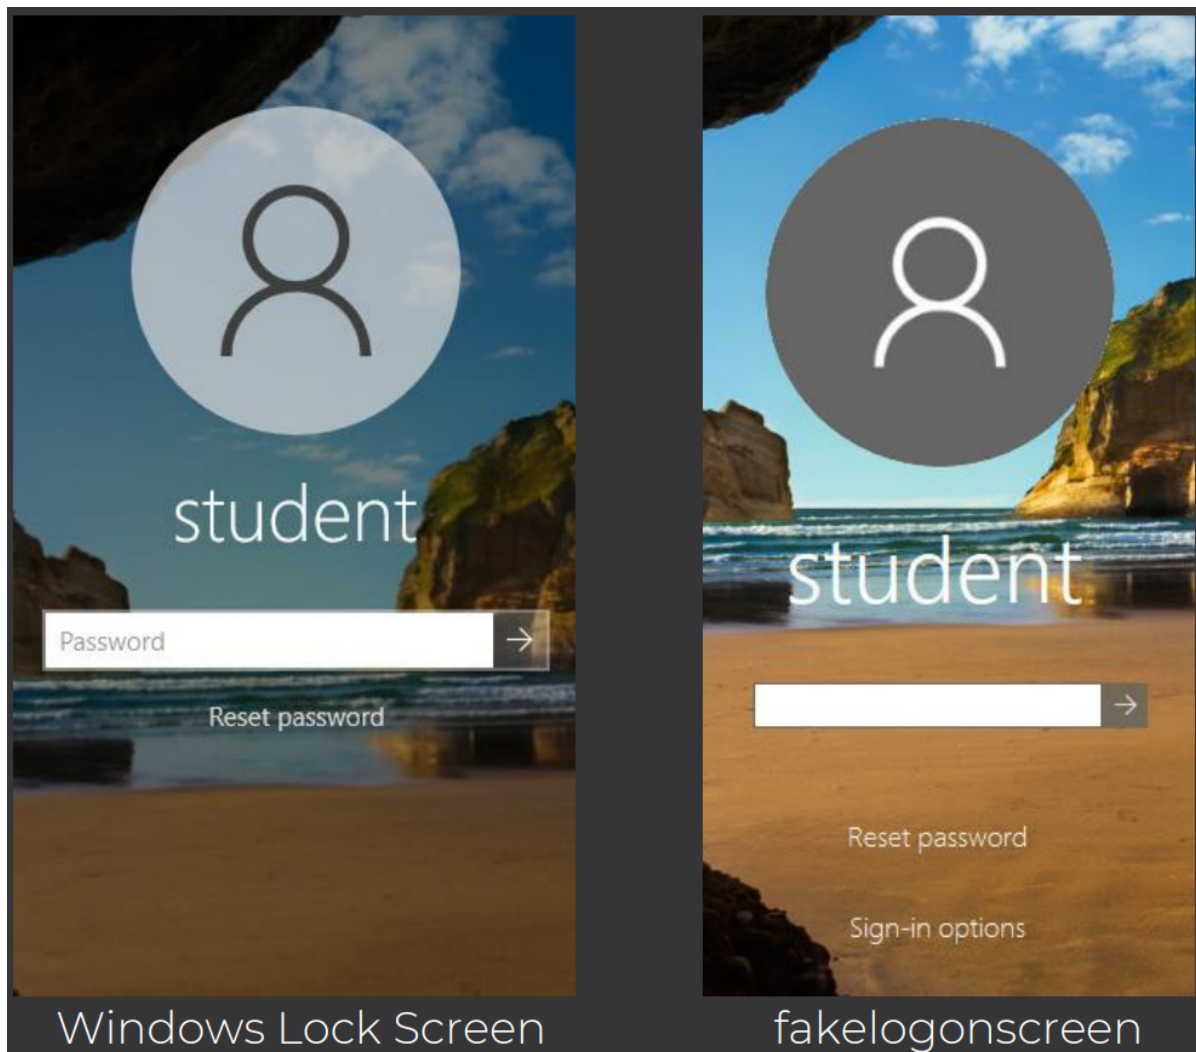 student
Password
Reset password
Windows Lock Screen
student
Reset password
Sign-in options
fakelogonscreen